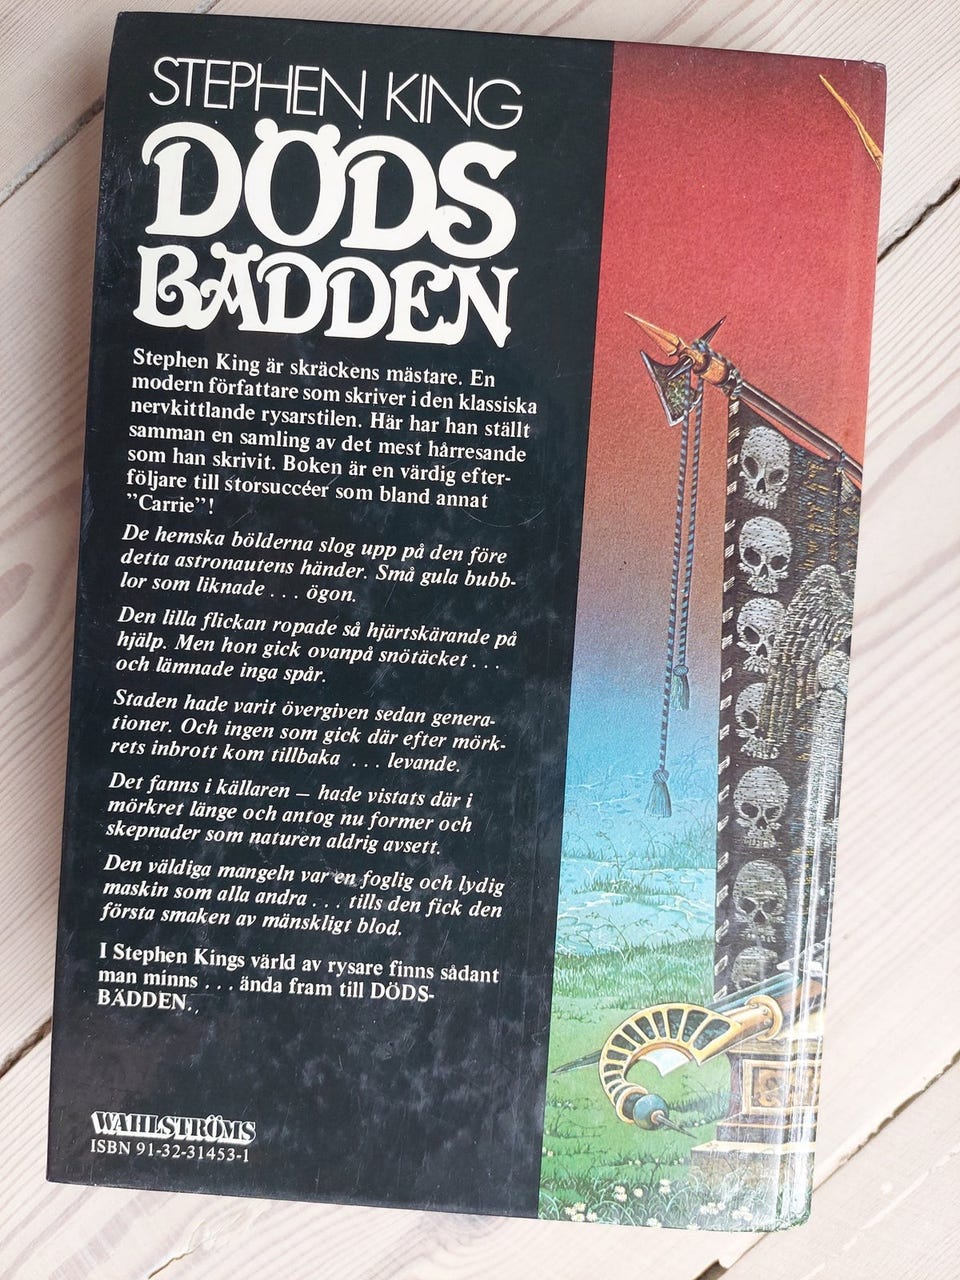 STEPHEN KING
DÖDS
BÄDDEN
Stephen King är skräckens mästare. En
modern författare som skriver i den klassiska
nervkittlande rysarstilen. Här har han ställt
samman en samling av det mest hårresande
som han skrivit. Boken är en värdig efter-
följare till storsuccéer som bland annat
”Carrie”!
De hemska bölderna slog upp på den före
detta astronautens händer. Små gula bubb-
lor som liknade . . . ögon.
Den lilla flickan ropade så hjärtskärande på
hjälp. Men hon gick ovanpå snötäcket . . .
och lämnade inga spår.
Staden hade varit övergiven sedan genera-
tioner. Och ingen som gick där efter mörk-
rets inbrott kom tillbaka . . . levande.
Det fanns i källaren – hade vistats där i
mörkret länge och antog nu former och
skepnader som naturen aldrig avsett.
Den väldiga mangeln var en foglig och lydig
maskin som alla andra . . . tills den fick den
första smaken av mänskligt blod.
I Stephen Kings värld av rysare finns sådant
man minns . . . ända fram till DÖDS-
BÄDDEN.
WAHLSTRÖMS
ISBN 91-32-31453-1